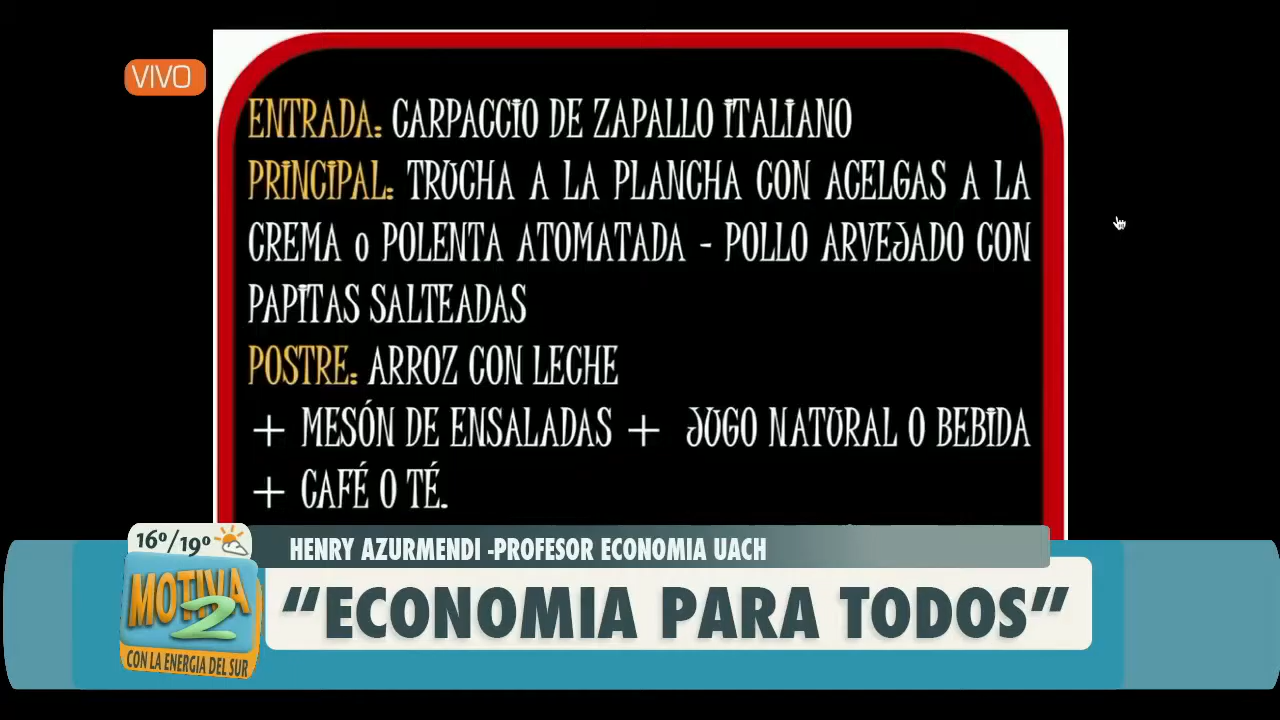 VIVO
ENTRADA: CARPACCIO DE ZAPALLO ITALIANO
PRINCIPAL: TRUCHA A LA PLANCHA CON ACELGAS A LA
CREMA o POLENTA ATOMATADA - POLLO ARVEJADO CON
PAPITAS SALTEADAS
POSTRE: ARROZ CON LECHE
+ MESÓN DE ENSALADAS + JUGO NATURAL O BEBIDA
+ CAFÉ O TÉ.
16º/19º
HENRY AZURMENDI -PROFESOR ECONOMIA UACH
MOTIVA
2
CON LA ENERGIA DEL SUR
“ECONOMIA PARA TODOS”